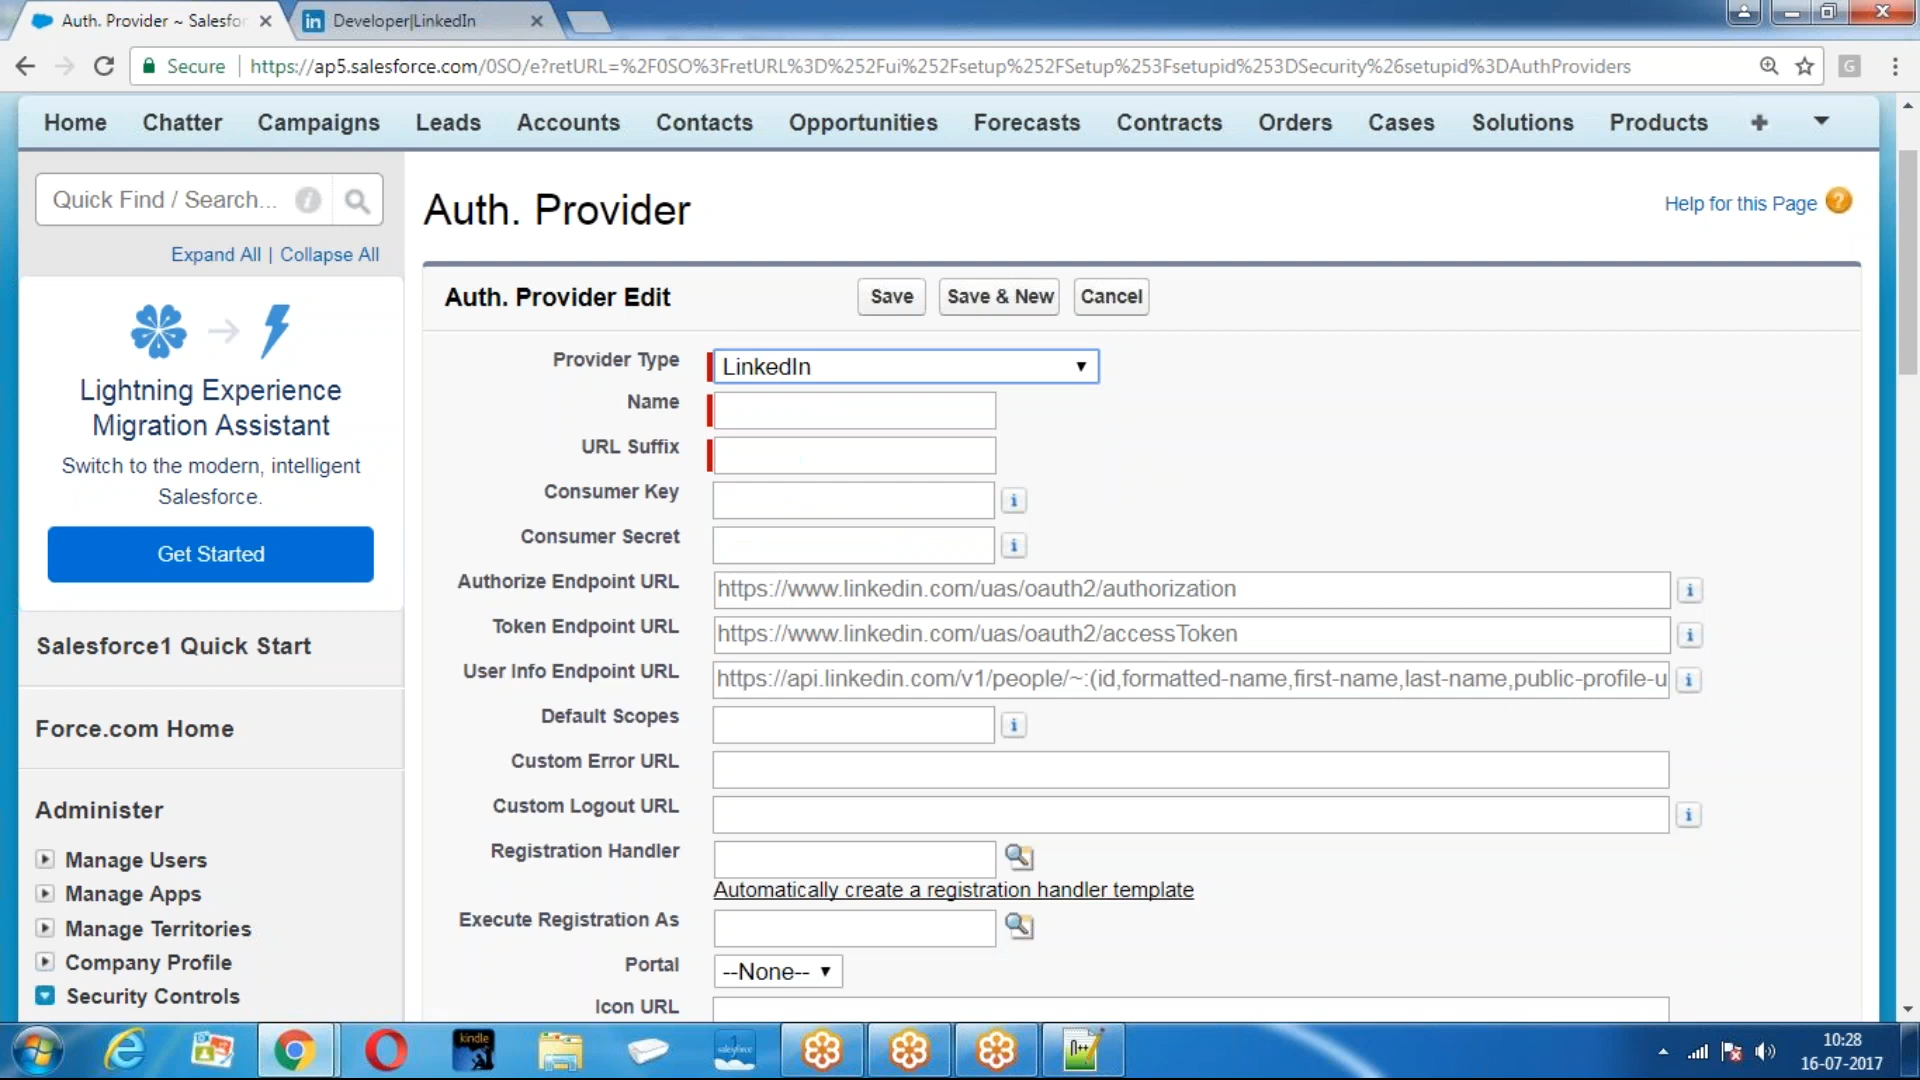 Auth. Provider ~ Salesfor
Developer|LinkedIn
Secure https://ap5.salesforce.com/0SO/e?retURL=%2F0SO%3FretURL%3D%252Fui%252Fsetup%252FSetup%253Fsetupid%253DSecurity%26setupid%3DAuthProviders
G
Home Chatter Campaigns Leads Accounts Contacts Opportunities Forecasts Contracts Orders Cases Solutions Products
Quick Find / Search...
Expand All | Collapse All
Lightning Experience
Migration Assistant
Switch to the modern, intelligent
Salesforce.
Get Started
Salesforce1 Quick Start
Force.com Home
Administer
Manage Users
Manage Apps
Manage Territories
Company Profile
Security Controls
Auth. Provider
Help for this Page
Auth. Provider Edit
Save Save & New Cancel
Provider Type LinkedIn
Name
URL Suffix
Consumer Key
Consumer Secret
Authorize Endpoint URL https://www.linkedin.com/uas/oauth2/authorization
Token Endpoint URL https://www.linkedin.com/uas/oauth2/accessToken
User Info Endpoint URL https://api.linkedin.com/v1/people/~:(id,formatted-name,first-name,last-name,public-profile-u
Default Scopes
Custom Error URL
Custom Logout URL
Registration Handler
Automatically create a registration handler template
Execute Registration As
Portal --None--
Icon URL
kindle
salesforce
10:28
16-07-2017